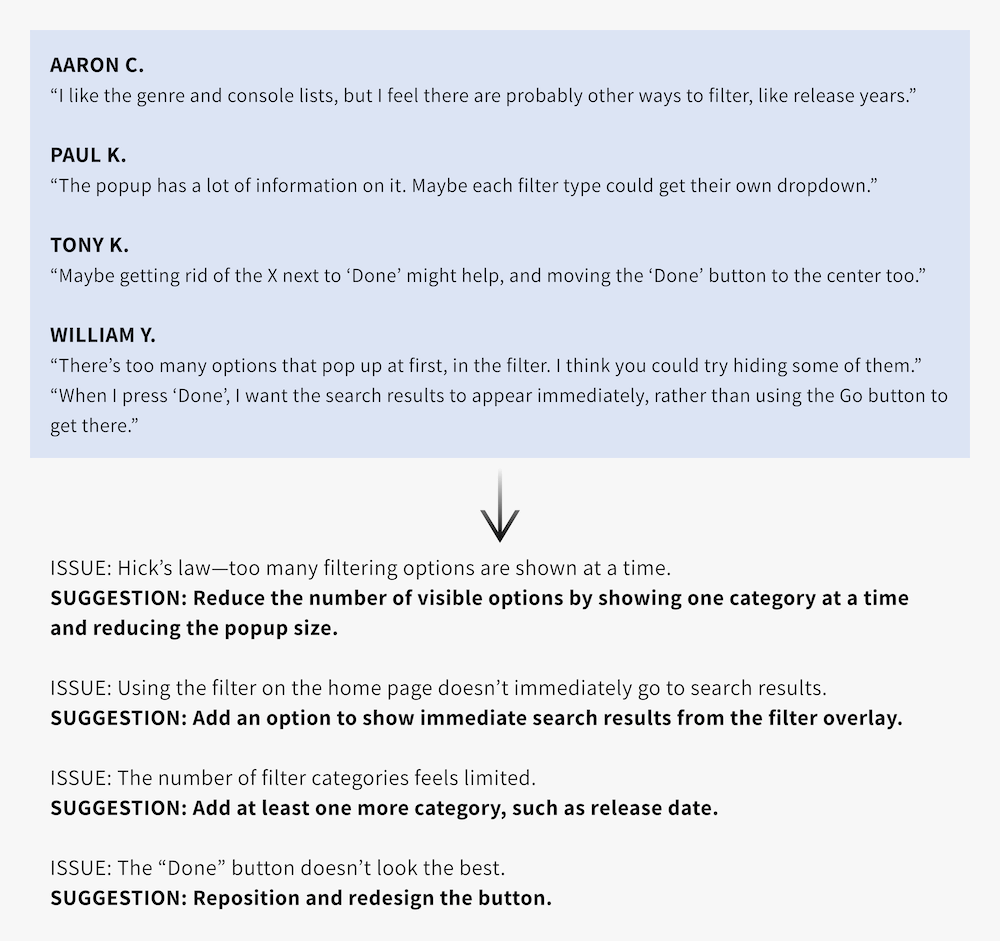 AARON C.
“I like the genre and console lists, but I feel there are probably other ways to filter, like release years.”
PAUL K.
“The popup has a lot of information on it. Maybe each filter type could get their own dropdown.”
TONY K.
“Maybe getting rid of the X next to ‘Done’ might help, and moving the ‘Done’ button to the center too.”
WILLIAM Y.
“There’s too many options that pop up at first, in the filter. I think you could try hiding some of them.”
“When I press ‘Done’, I want the search results to appear immediately, rather than using the Go button to
get there.”
ISSUE: Hick’s law—too many filtering options are shown at a time.
SUGGESTION: Reduce the number of visible options by showing one category at a time
and reducing the popup size.
ISSUE: Using the filter on the home page doesn’t immediately go to search results.
SUGGESTION: Add an option to show immediate search results from the filter overlay.
ISSUE: The number of filter categories feels limited.
SUGGESTION: Add at least one more category, such as release date.
ISSUE: The “Done” button doesn’t look the best.
SUGGESTION: Reposition and redesign the button.